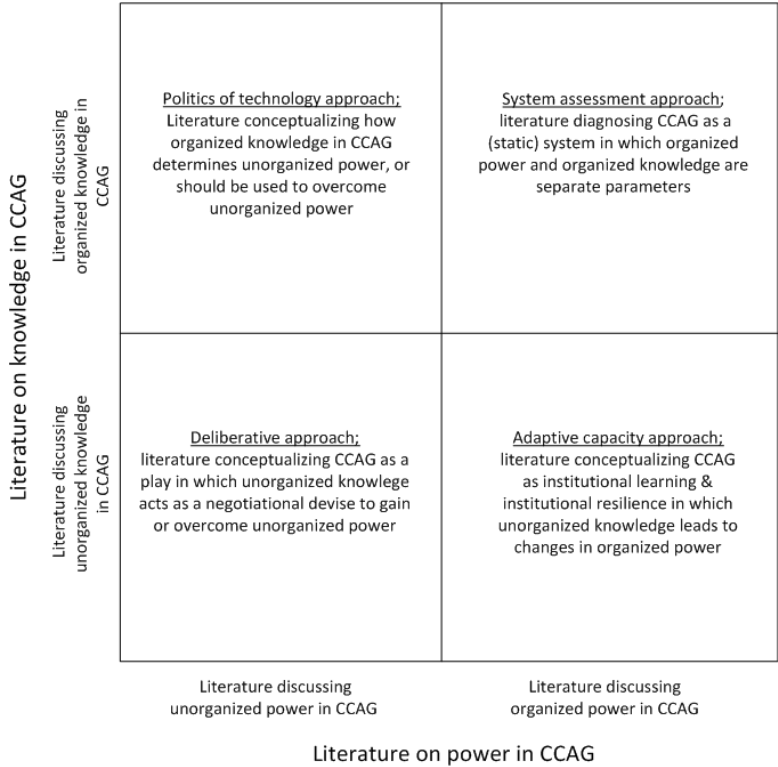 Literature on knowledge in CCAG
Literature discussing
organized knowledge in
CCAG
Politics of technology approach;
Literature conceptualizing how
organized knowledge in CCAG
determines unorganized power, or
should be used to overcome
unorganized power
System assessment approach;
literature diagnosing CCAG as a
(static) system in which organized
power and organized knowledge are
separate parameters
Literature discussing
unorganized knowledge
in CCAG
Deliberative approach;
literature conceptualizing CCAG as a
play in which unorganized knowlege
acts as a negotiational devise to gain
or overcome unorganized power
Adaptive capacity approach;
literature conceptualizing CCAG
as institutional learning &
institutional resilience in which
unorganized knowledge leads to
changes in organized power
Literature discussing
unorganized power in CCAG
Literature discussing
organized power in CCAG
Literature on power in CCAG